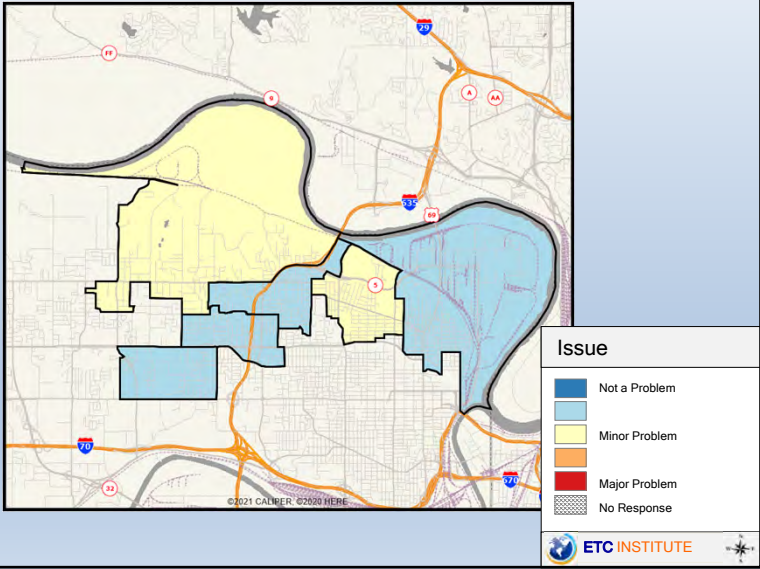 29
FF
9
A
AA
635
69
5
70
32
670
©2021 CALIPER; ©2020 HERE
Issue
Not a Problem
Minor Problem
Major Problem
No Response
ETC INSTITUTE